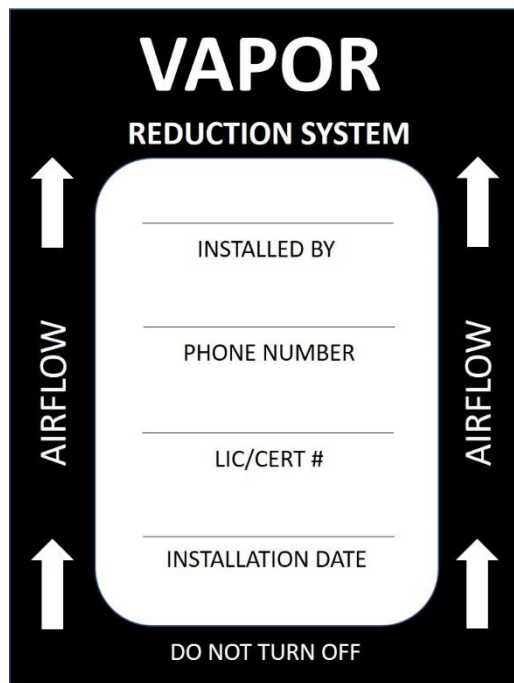 VAPOR
REDUCTION SYSTEM
INSTALLED BY
PHONE NUMBER
LIC/CERT #
INSTALLATION DATE
AIRFLOW
AIRFLOW
DO NOT TURN OFF